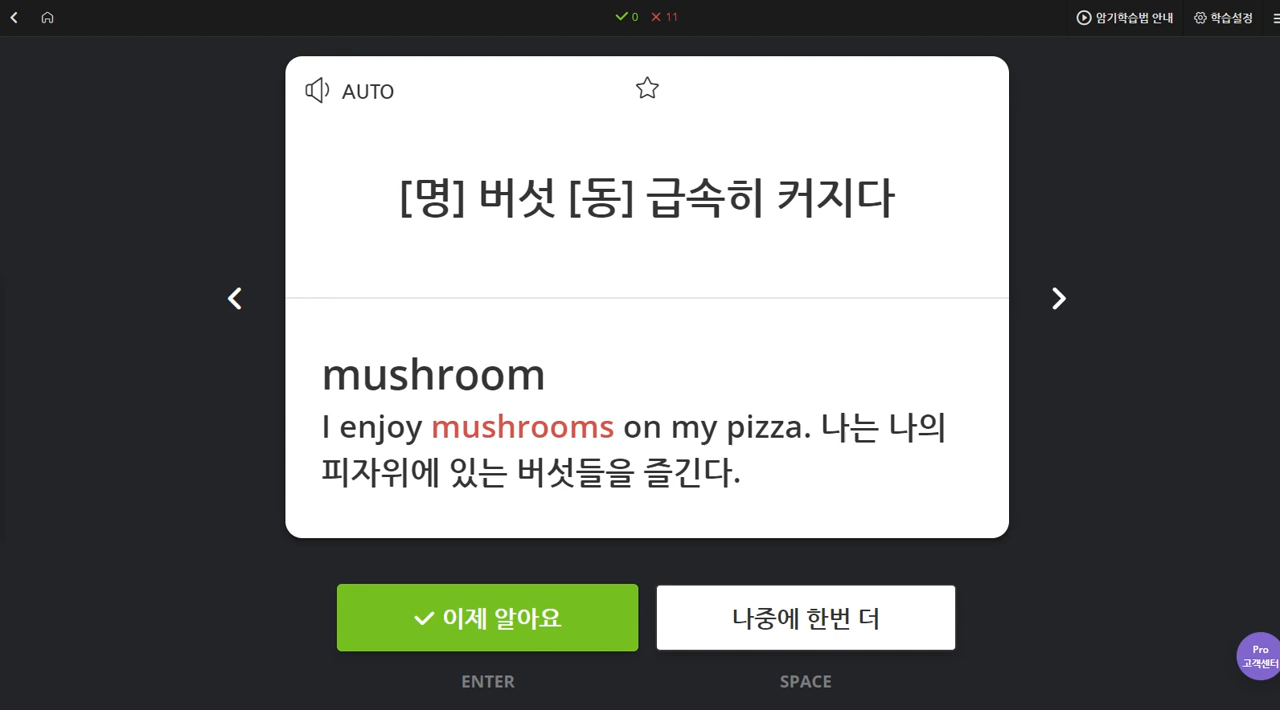 0 11 암기학습법 안내 학습설정
AUTO
[명] 버섯 [동] 급속히 커지다
mushroom
I enjoy mushrooms on my pizza. 나는 나의
피자위에 있는 버섯들을 즐긴다.
이제 알아요 나중에 한번 더
ENTER SPACE
Pro
고객센터